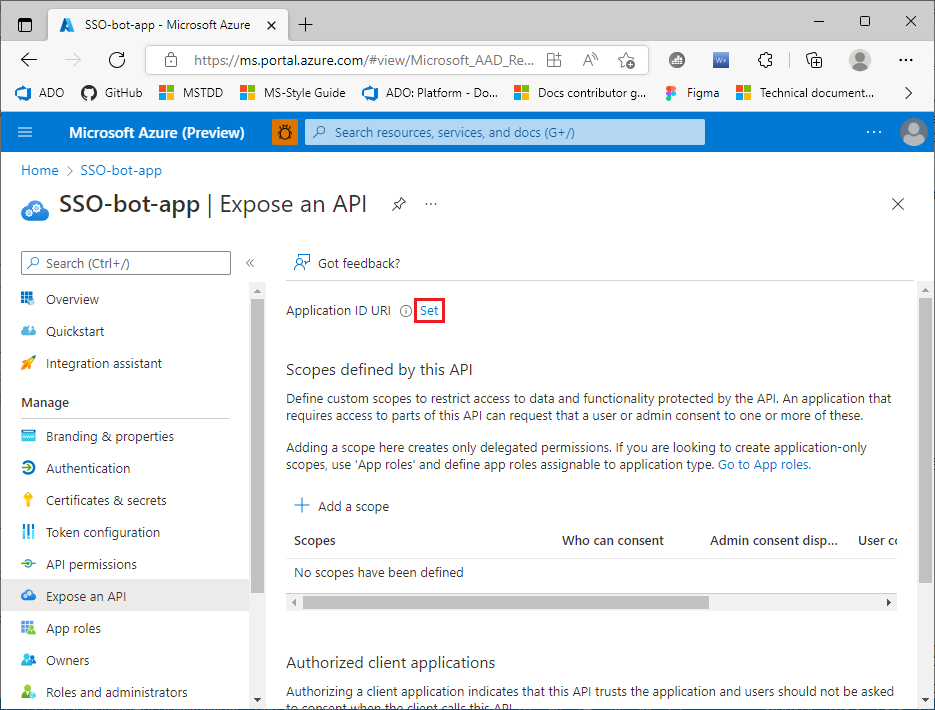 SSO-bot-app - Microsoft Azure
https://ms.portal.azure.com/#view/Microsoft_AAD_Re...
ADO
GitHub
MSTDD
MS-Style Guide
ADO: Platform - Do...
Docs contributor g...
Figma
Technical document...
Microsoft Azure (Preview)
Search resources, services, and docs (G+/)
Home > SSO-bot-app
SSO-bot-app | Expose an API
Search (Ctrl+/)
Overview
Quickstart
Integration assistant
Manage
Branding & properties
Authentication
Certificates & secrets
Token configuration
API permissions
Expose an API
App roles
Owners
Roles and administrators
Got feedback?
Application ID URI Set
Scopes defined by this API
Define custom scopes to restrict access to data and functionality protected by the API. An application that
requires access to parts of this API can request that a user or admin consent to one or more of these.
Adding a scope here creates only delegated permissions. If you are looking to create application-only
scopes, use 'App roles' and define app roles assignable to application type. Go to App roles.
Add a scope
Scopes Who can consent Admin consent disp... User co
No scopes have been defined
Authorized client applications
Authorizing a client application indicates that this API trusts the application and users should not be asked
to consent when the client calls this API.